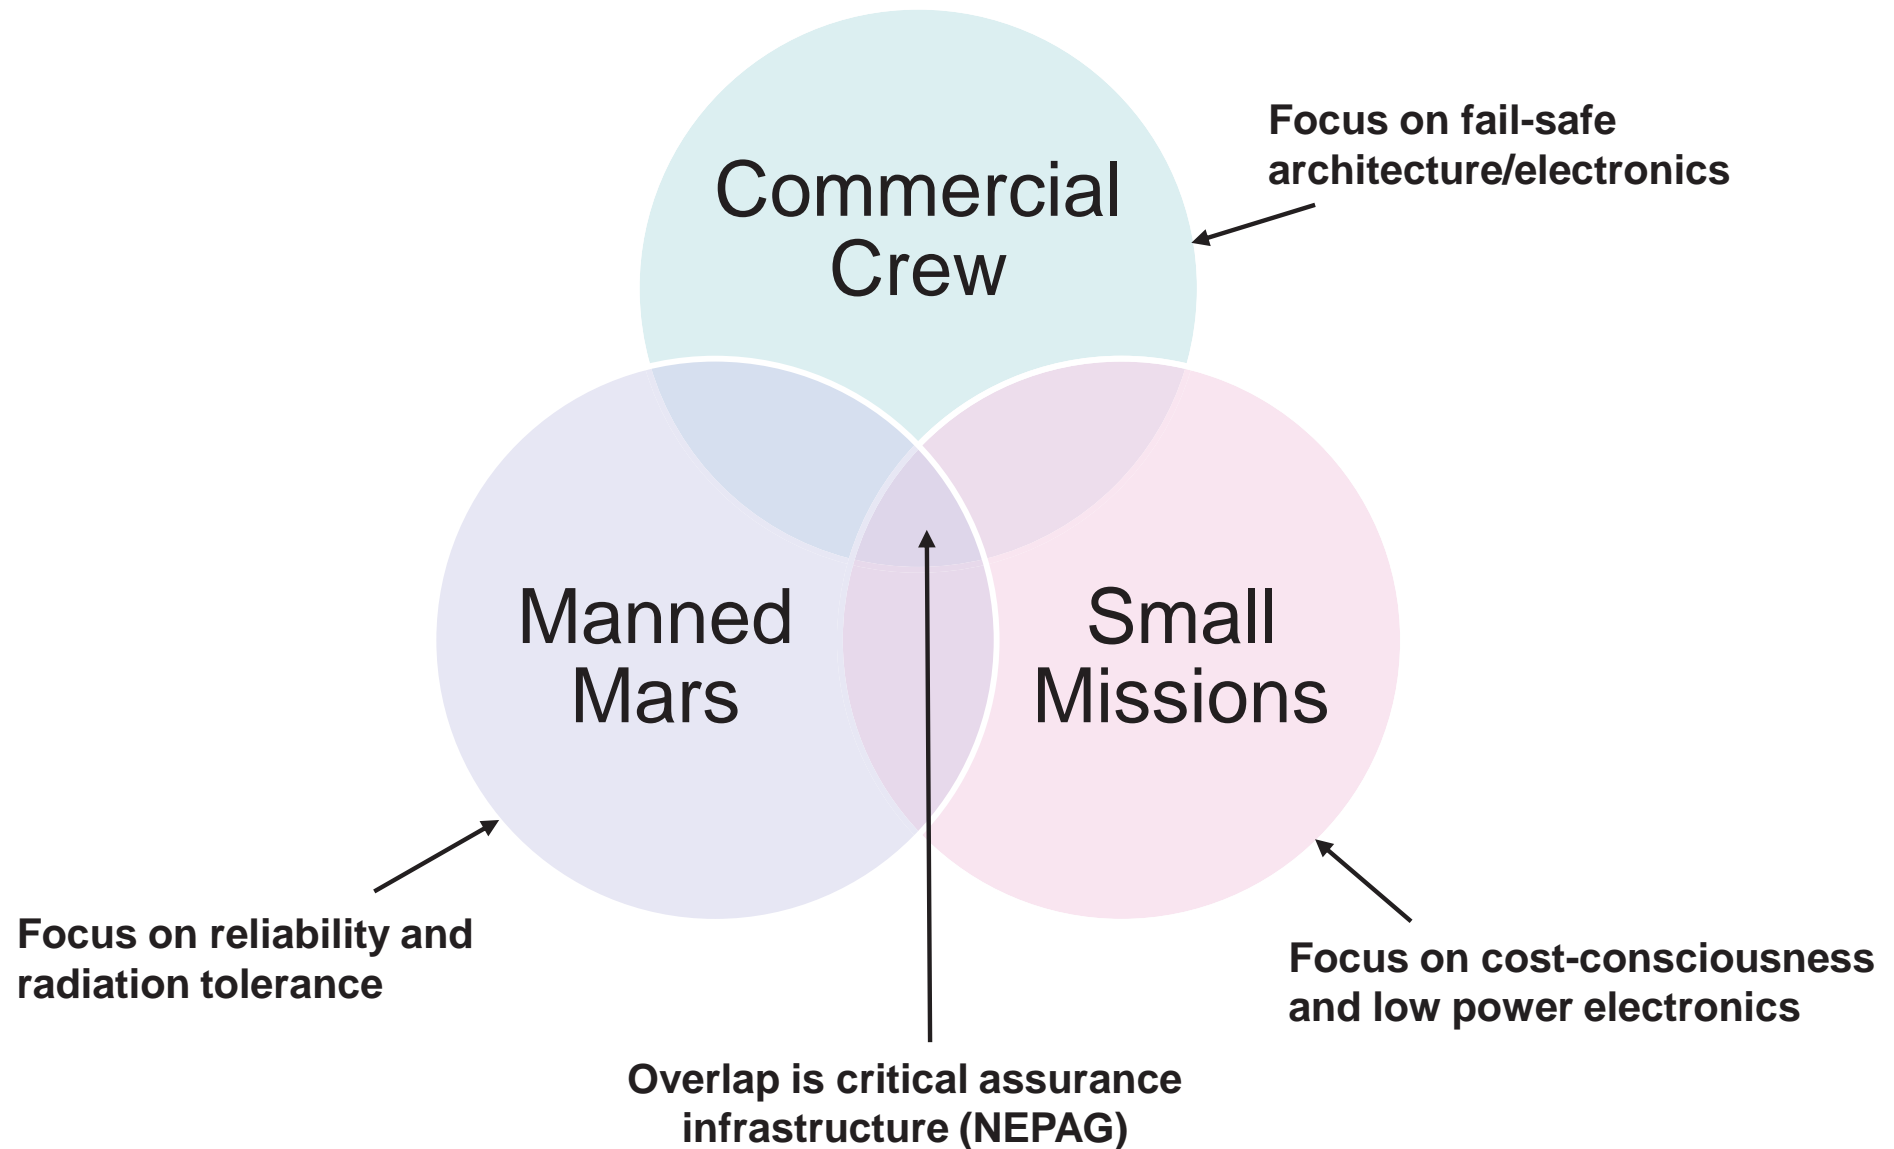 Focus on fail-safe
architecture/electronics
Commercial
Crew
Manned
Mars
Small
Missions
Focus on reliability and
radiation tolerance
Focus on cost-consciousness
and low power electronics
Overlap is critical assurance
infrastructure (NEPAG)